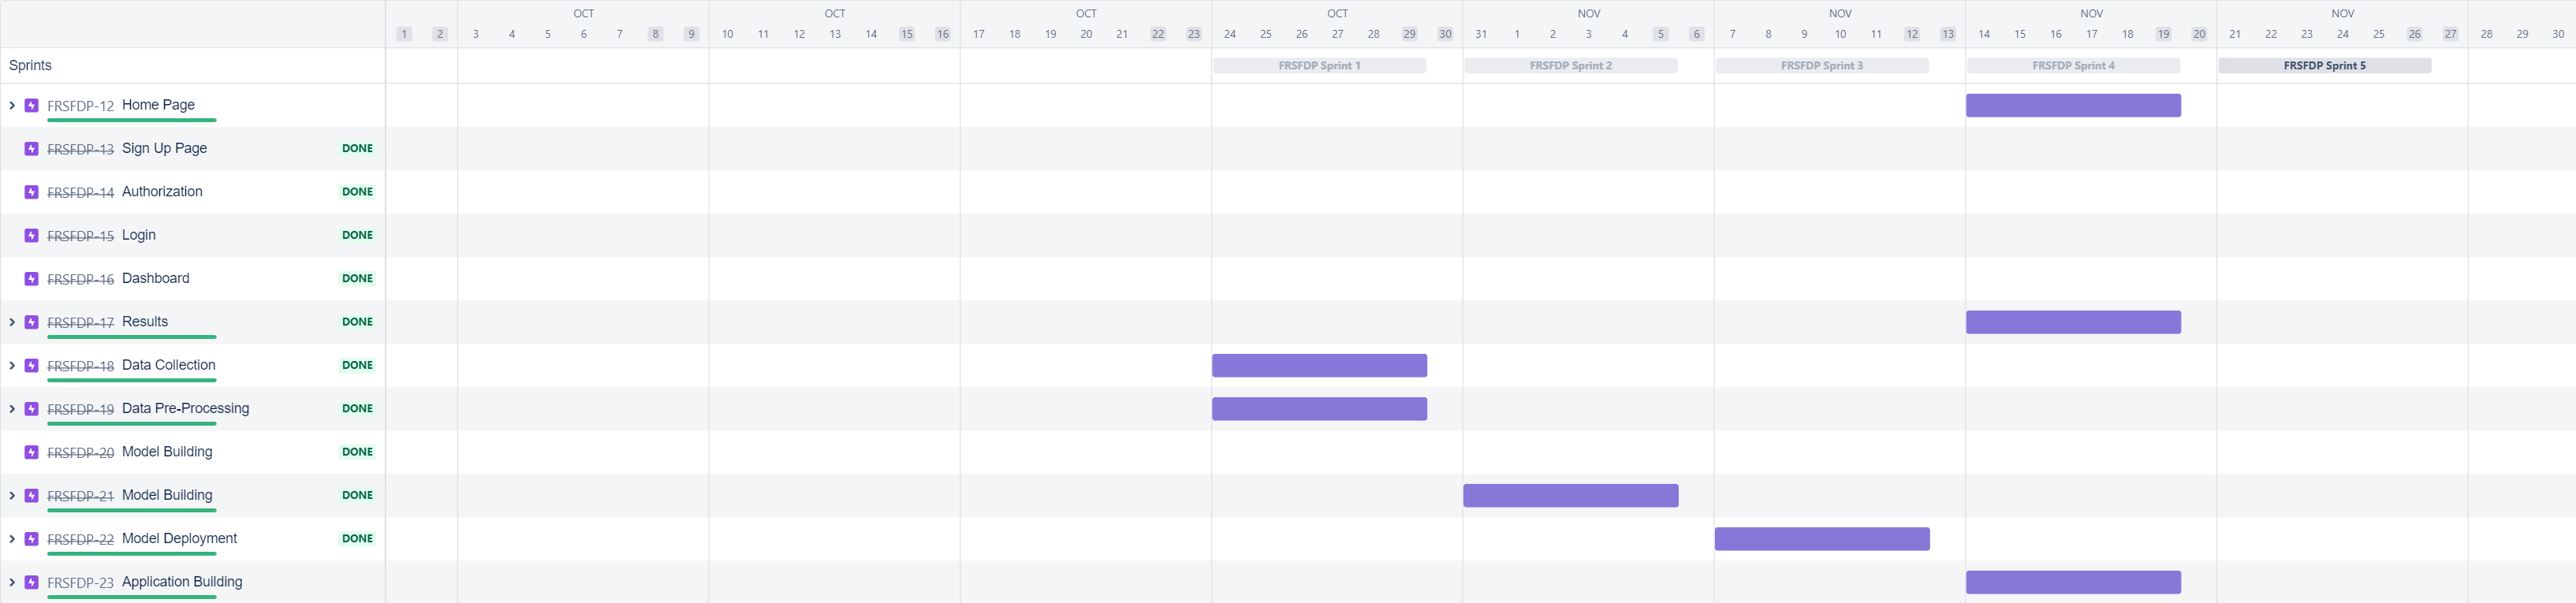 OCT OCT OCT OCT NOV NOV NOV NOV
1 2 3 4 5 6 7 8 9 10 11 12 13 14 15 16 17 18 19 20 21 22 23 24 25 26 27 28 29 30 31 1 2 3 4 5 6 7 8 9 10 11 12 13 14 15 16 17 18 19 20 21 22 23 24 25 26 27 28 29 30
Sprints FRSFDP Sprint 1 FRSFDP Sprint 2 FRSFDP Sprint 3 FRSFDP Sprint 4 FRSFDP Sprint 5
FRSFDP-12 Home Page
FRSFDP-13 Sign Up Page DONE
FRSFDP-14 Authorization DONE
FRSFDP-15 Login DONE
FRSFDP-16 Dashboard DONE
FRSFDP-17 Results DONE
FRSFDP-18 Data Collection DONE
FRSFDP-19 Data Pre-Processing DONE
FRSFDP-20 Model Building DONE
FRSFDP-21 Model Building DONE
FRSFDP-22 Model Deployment DONE
FRSFDP-23 Application Building